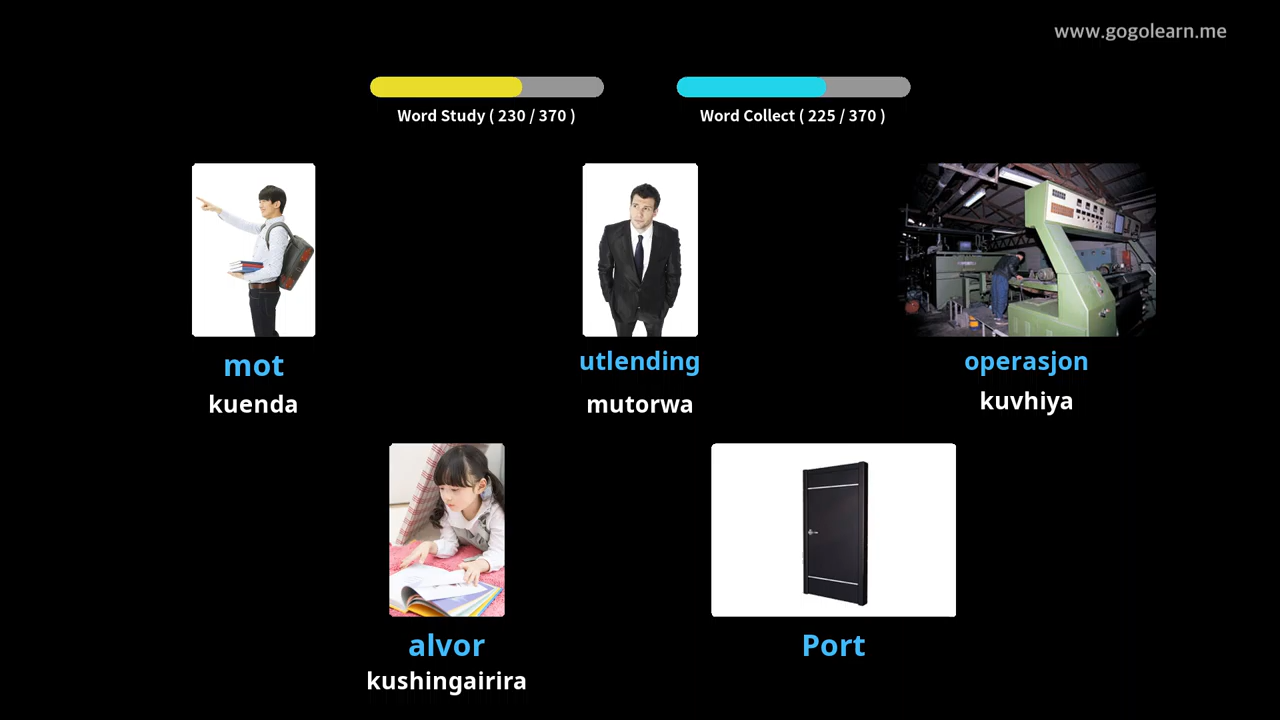 www.gogolearn.me
Word Study ( 230 / 370 )
Word Collect ( 225 / 370 )
mot
kuenda
utlending
mutorwa
operasjon
kuvhiya
alvor
kushingairira
Port